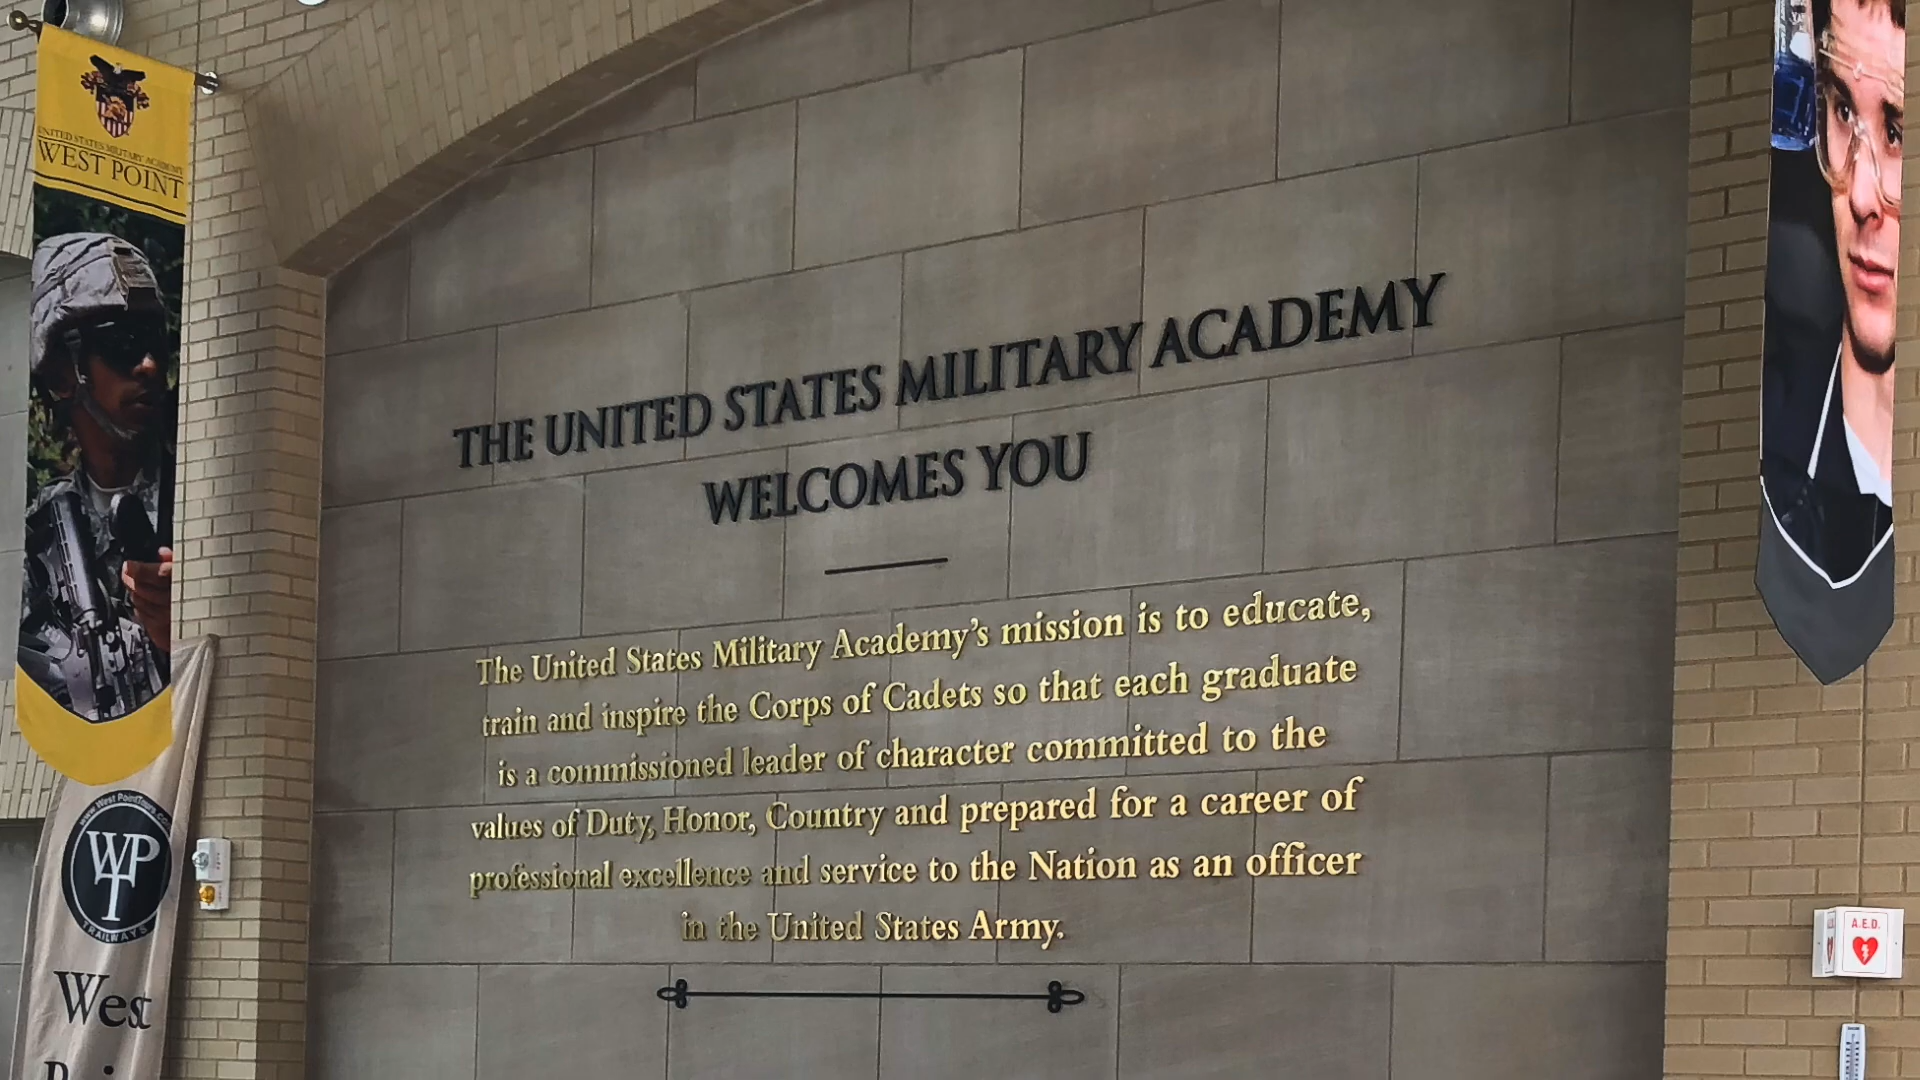 UNITED STATES MILITARY ACADEMY
WEST POINT
THE UNITED STATES MILITARY ACADEMY
WELCOMES YOU
The United States Military Academy's mission is to educate,
train and inspire the Corps of Cadets so that each graduate
is a commissioned leader of character committed to the
values of Duty, Honor, Country and prepared for a career of
professional excellence and service to the Nation as an officer
in the United States Army.
WPT
TRAILWAYS
West
A.E.D.